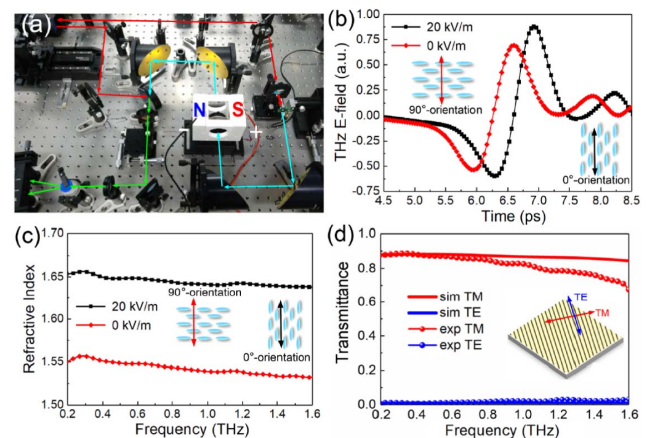 (a)
N S
(b)
20 kV/m
0 kV/m
90°-orientation
0°-orientation
THz E-field (a.u.)
0.75
0.50
0.25
0.00
-0.25
-0.50
-0.75
4.5 5.0 5.5 6.0 6.5 7.0 7.5 8.0 8.5
Time (ps)
(c)
Refractive Index
1.70
1.65
1.60
1.55
1.50
90°-orientation
20 kV/m
0 kV/m
0°-orientation
0.2 0.4 0.6 0.8 1.0 1.2 1.4 1.6
Frequency (THz)
(d)
Transmittance
1.0
0.8
0.6
0.4
0.2
0.0
sim TM
sim TE
exp TM
exp TE
TE
TM
0.2 0.4 0.6 0.8 1.0 1.2 1.4 1.6
Frequency (THz)